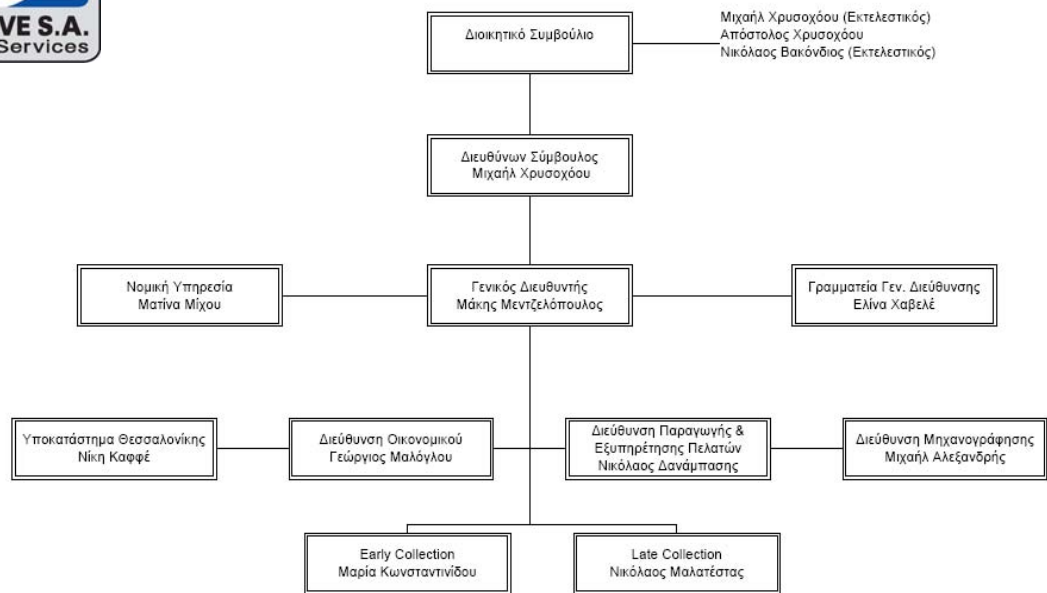 VE S.A.
Services
Διοικητικό Συμβούλιο
Μιχαήλ Χρυσοχόου (Εκτελεστικός)
Απόστολος Χρυσοχόου
Νικόλαος Βακόνδιος (Εκτελεστικός)
Διευθύνων Σύμβουλος
Μιχαήλ Χρυσοχόου
Νομική Υπηρεσία
Ματίνα Μίχου
Γενικός Διευθυντής
Μάκης Μεντζελόπουλος
Γραμματεία Γεν. Διεύθυνσης
Ελίνα Χαβελέ
Υποκατάστημα Θεσσαλονίκης
Νίκη Καφφέ
Διεύθυνση Οικονομικού
Γεώργιος Μαλόγλου
Διεύθυνση Παραγωγής &
Εξυπηρέτησης Πελατών
Νικόλαος Δανάμπασης
Διεύθυνση Μηχανογράφησης
Μιχαήλ Αλεξανδρής
Early Collection
Μαρία Κωνσταντινίδου
Late Collection
Νικόλαος Μαλατέστας